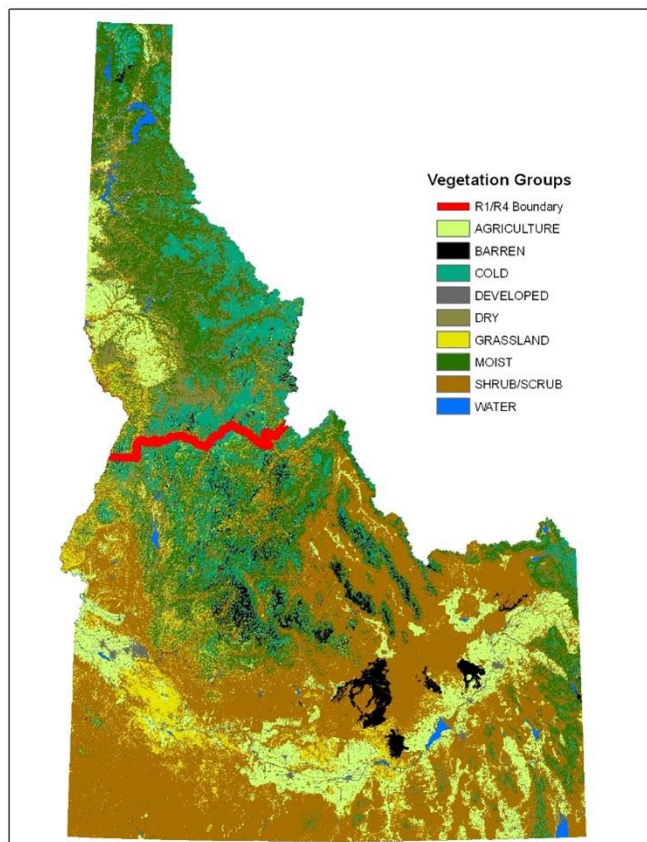 Vegetation Groups
R1/R4 Boundary
AGRICULTURE
BARREN
COLD
DEVELOPED
DRY
GRASSLAND
MOIST
SHRUB/SCRUB
WATER